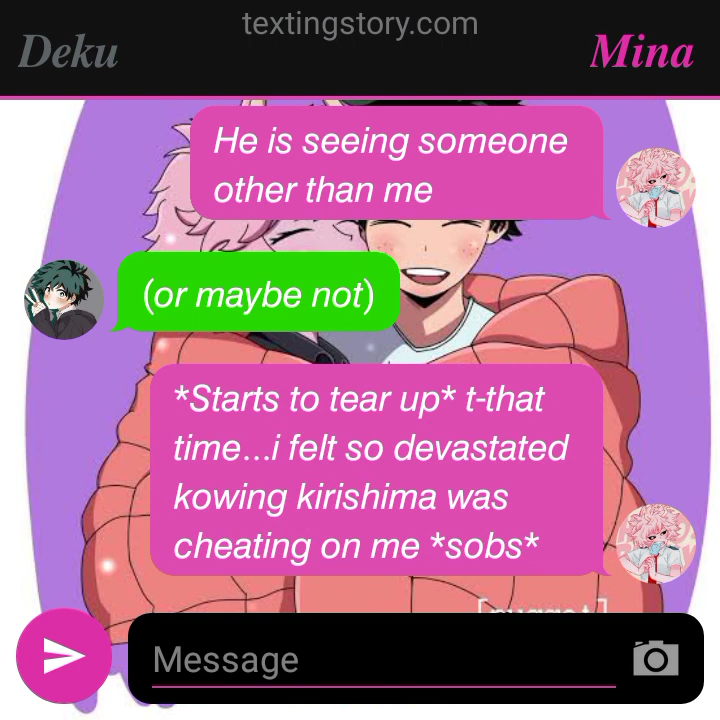 textingstory.com
Deku
Mina
He is seeing someone
other than me
(or maybe not)
*Starts to tear up* t-that
time...i felt so devastated
kowing kirishima was
cheating on me *sobs*
Message